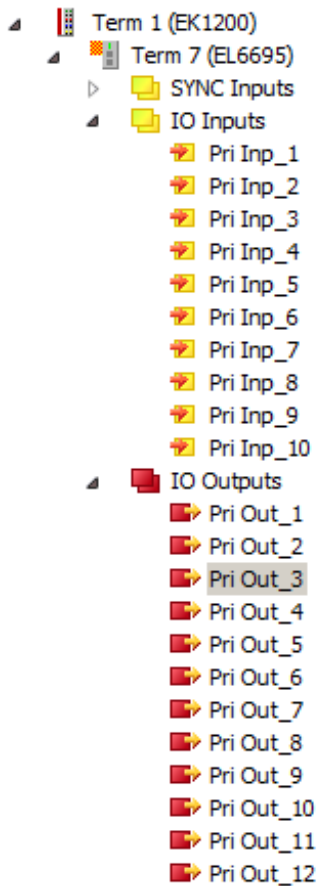 Term 1 (EK1200)
Term 7 (EL6695)
SYNC Inputs
IO Inputs
Pri Inp_1
Pri Inp_2
Pri Inp_3
Pri Inp_4
Pri Inp_5
Pri Inp_6
Pri Inp_7
Pri Inp_8
Pri Inp_9
Pri Inp_10
IO Outputs
Pri Out_1
Pri Out_2
Pri Out_3
Pri Out_4
Pri Out_5
Pri Out_6
Pri Out_7
Pri Out_8
Pri Out_9
Pri Out_10
Pri Out_11
Pri Out_12